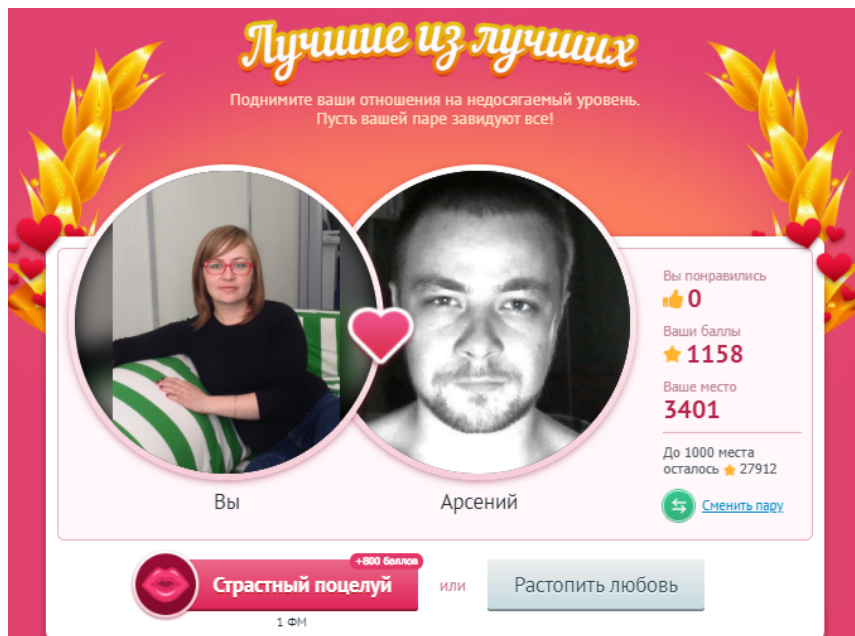 Лучшие из лучших
Поднимите ваши отношения на недосягаемый уровень.
Пусть вашей паре завидуют все!
Вы
Арсений
Вы понравились
0
Ваши баллы
1158
Ваше место
3401
До 1000 места
осталось 27912
Сменить пару
+800 баллов
Страстный поцелуй
1 ФМ
или
Растопить любовь